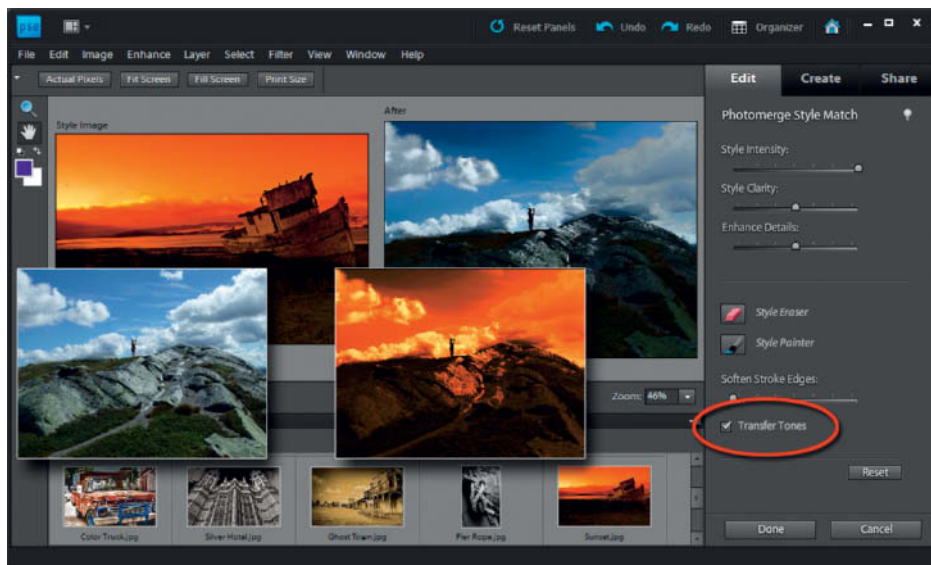 pse
Reset Panels Undo Redo Organizer
File Edit Image Enhance Layer Select Filter View Window Help
Actual Pixels Fit Screen Fill Screen Print Size
Edit Create Share
Photomerge Style Match
Style Image
After
Style Intensity:
Style Clarity:
Enhance Details:
Style Eraser
Style Painter
Soften Stroke Edges:
Zoom: 46%
Transfer Tones
Reset
Color Truck.jpg Silver Hotel.jpg Ghost Town.jpg Pier Rope.jpg Sunset.jpg
Done Cancel